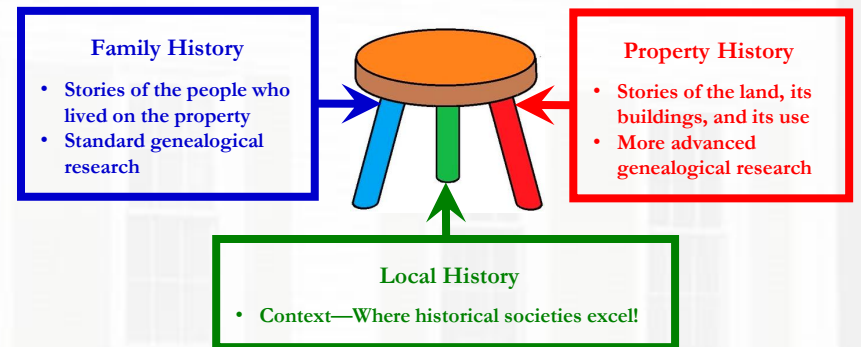 Family History
• Stories of the people who
lived on the property
• Standard genealogical
research
Property History
• Stories of the land, its
buildings, and its use
• More advanced
genealogical research
Local History
• Context—Where historical societies excel!